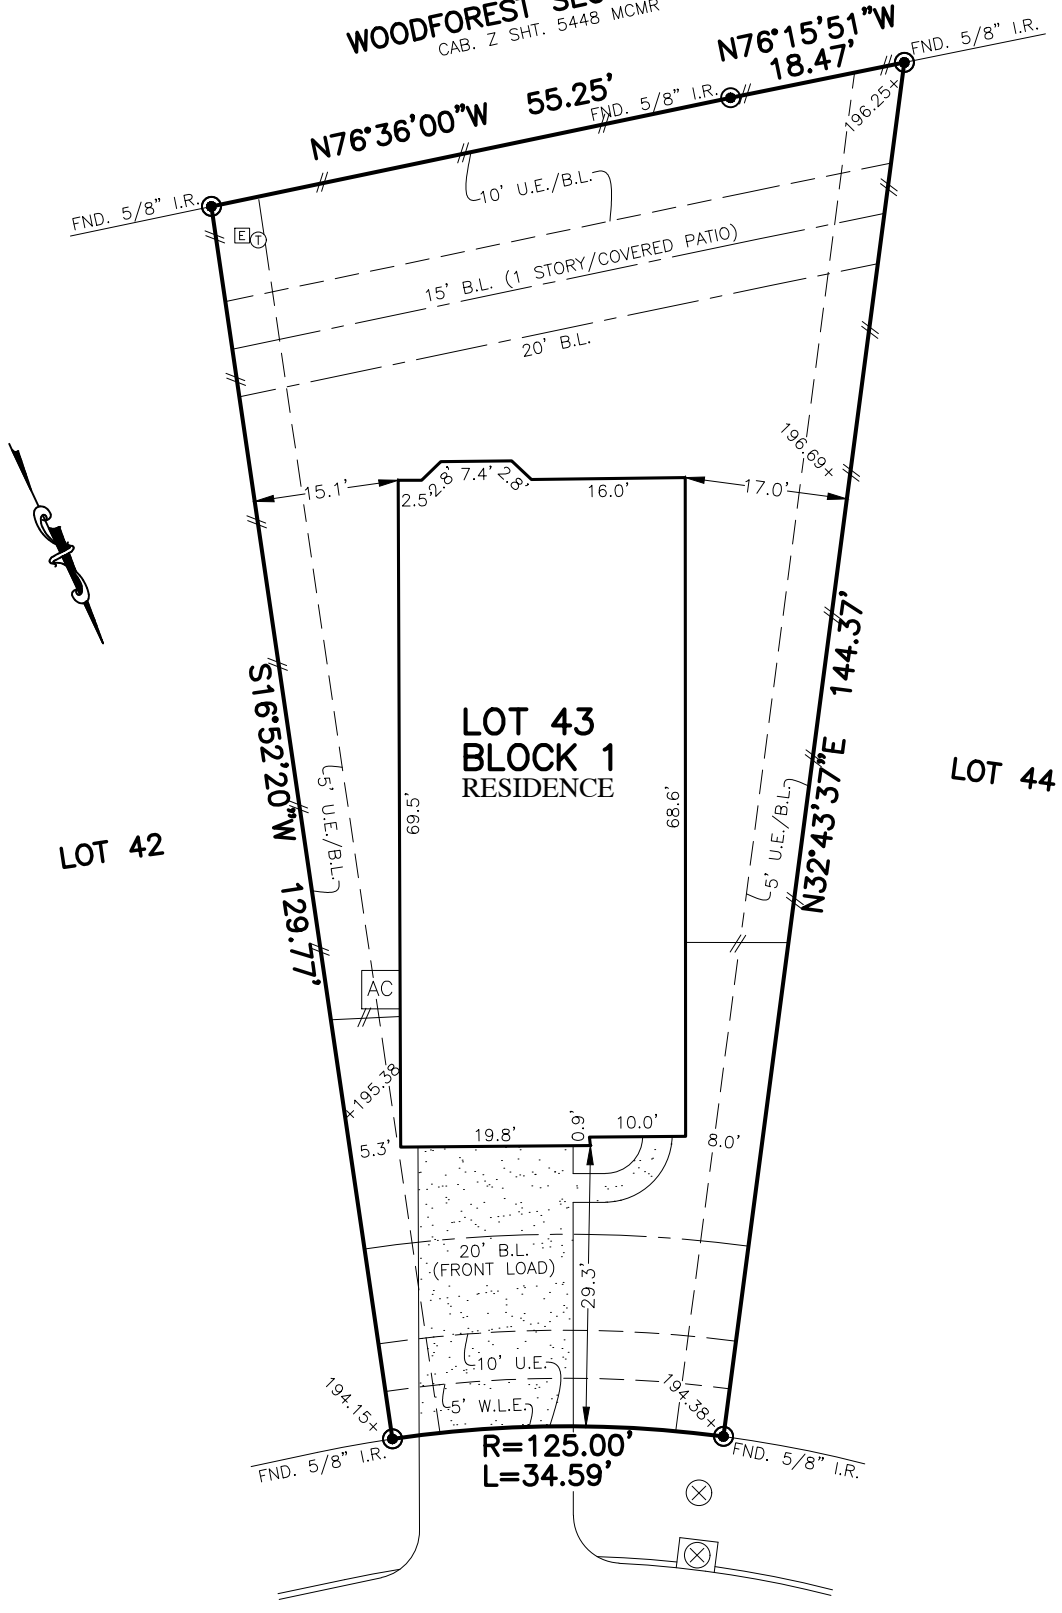 WOODFOREST
CAB. Z SHT. 5448 MCMR
N76°15'51"W
18.47'
FND. 5/8" I.R.
N76°36'00"W 55.25'
FND. 5/8" I.R.
196.25+
FND. 5/8" I.R.
10' U.E./B.L.
E
T
15' B.L. (1 STORY/COVERED PATIO)
20' B.L.
196.69+
15.1'
2.5'
2.8'
7.4'
2.8'
16.0'
17.0'
S16°52'20"W 129.77'
N32°43'37"E 144.37'
LOT 43
BLOCK 1
RESIDENCE
LOT 44
LOT 42
69.5'
68.6'
5' U.E./B.L.
5' U.E./B.L.
AC
+195.38
5.3'
19.8'
0.9'
10.0'
8.0'
20' B.L.
(FRONT LOAD)
29.3'
10' U.E.
5' W.L.E.
194.15+
194.38+
R=125.00'
L=34.59'
FND. 5/8" I.R.
FND. 5/8" I.R.